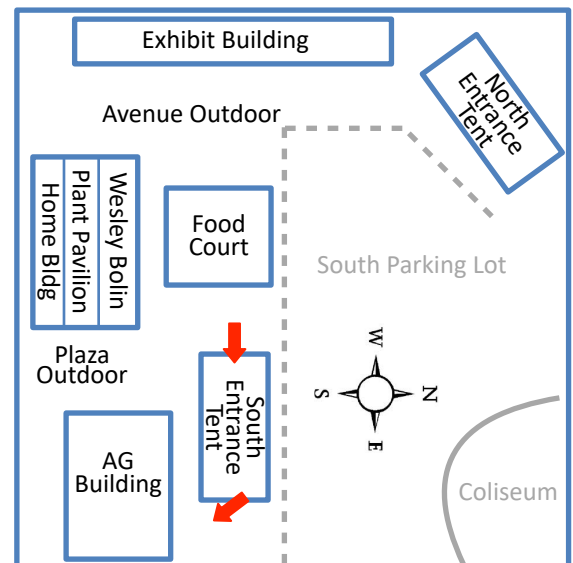 Exhibit Building
North
Entrance
Tent
Avenue Outdoor
Wesley Bolin
Plant Pavilion
Home Bldg
Food
Court
South Parking Lot
W
S
N
E
Plaza
Outdoor
South
Entrance
Tent
AG
Building
Coliseum